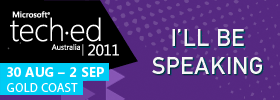 Microsoft®
tech·ed
Australia | 2011
30 AUG – 2 SEP
GOLD COAST
I'LL BE
SPEAKING